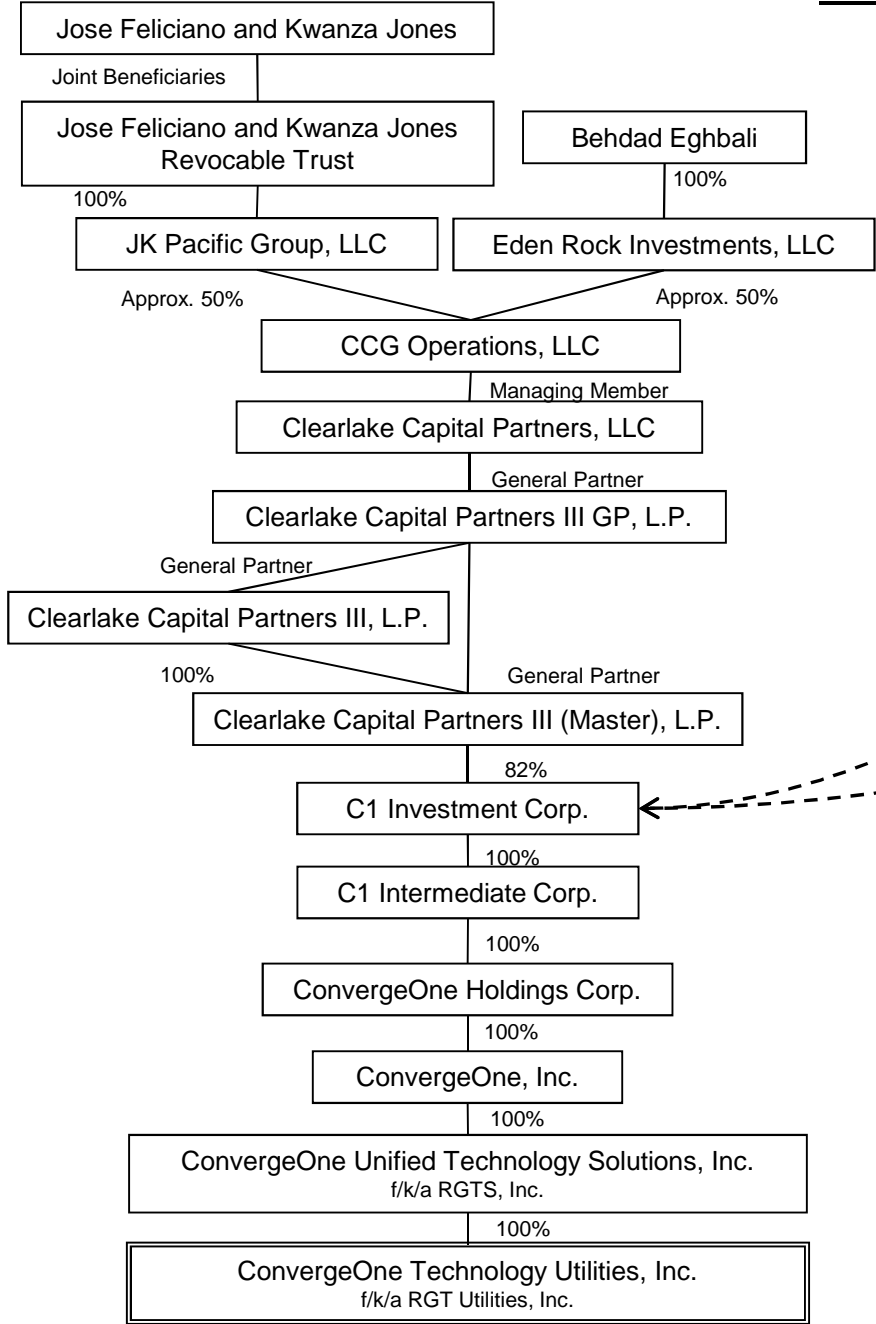 Jose Feliciano and Kwanza Jones
Joint Beneficiaries
Jose Feliciano and Kwanza Jones
Revocable Trust
Behdad Eghbali
100%
100%
JK Pacific Group, LLC
Eden Rock Investments, LLC
Approx. 50%
Approx. 50%
CCG Operations, LLC
Managing Member
Clearlake Capital Partners, LLC
General Partner
Clearlake Capital Partners III GP, L.P.
General Partner
Clearlake Capital Partners III, L.P.
100%
General Partner
Clearlake Capital Partners III (Master), L.P.
82%
C1 Investment Corp.
100%
C1 Intermediate Corp.
100%
ConvergeOne Holdings Corp.
100%
ConvergeOne, Inc.
100%
ConvergeOne Unified Technology Solutions, Inc.
f/k/a RGTS, Inc.
100%
ConvergeOne Technology Utilities, Inc.
f/k/a RGT Utilities, Inc.